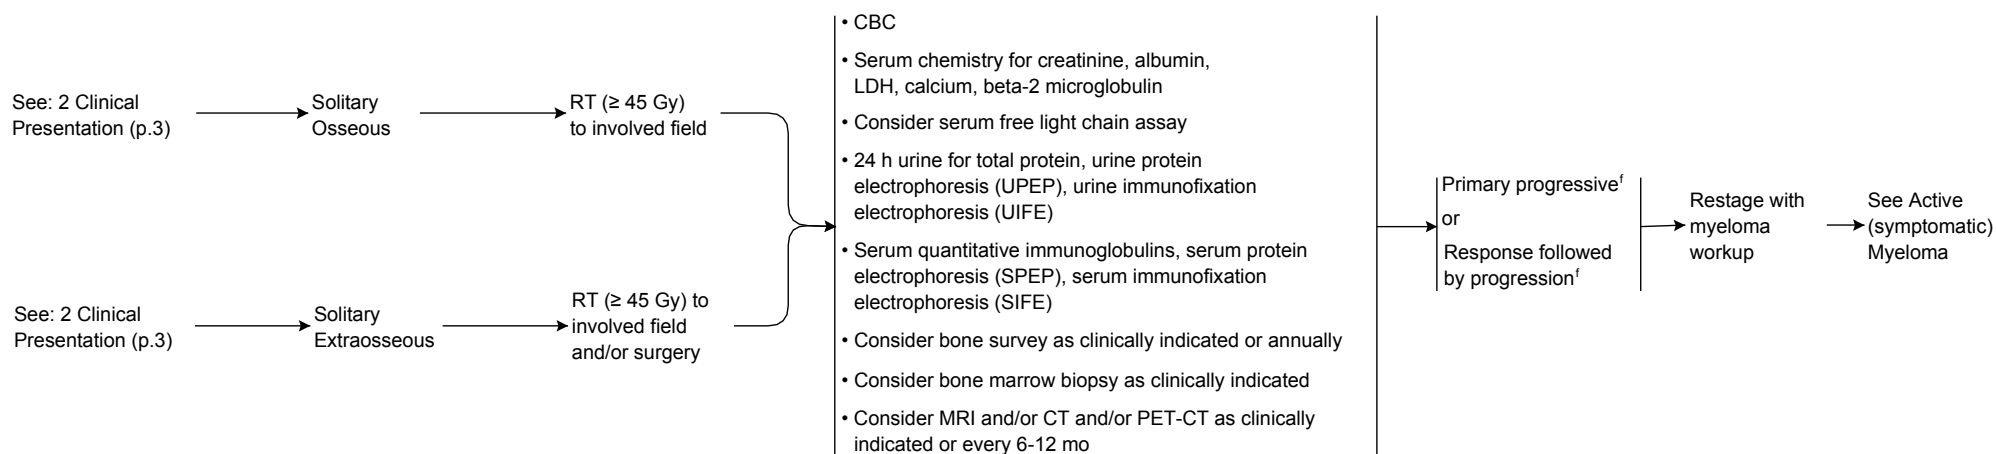 See: 2 Clinical
Presentation (p.3)
Solitary
Osseous
RT (≥ 45 Gy)
to involved field
See: 2 Clinical
Presentation (p.3)
Solitary
Extraosseous
RT (≥ 45 Gy) to
involved field
and/or surgery
• CBC
• Serum chemistry for creatinine, albumin,
LDH, calcium, beta-2 microglobulin
• Consider serum free light chain assay
• 24 h urine for total protein, urine protein
electrophoresis (UPEP), urine immunofixation
electrophoresis (UIFE)
• Serum quantitative immunoglobulins, serum protein
electrophoresis (SPEP), serum immunofixation
electrophoresis (SIFE)
• Consider bone survey as clinically indicated or annually
• Consider bone marrow biopsy as clinically indicated
• Consider MRI and/or CT and/or PET-CT as clinically
indicated or every 6-12 mo
Primary progressiveᶠ
or
Response followed
by progressionᶠ
Restage with
myeloma
workup
See Active
(symptomatic)
Myeloma